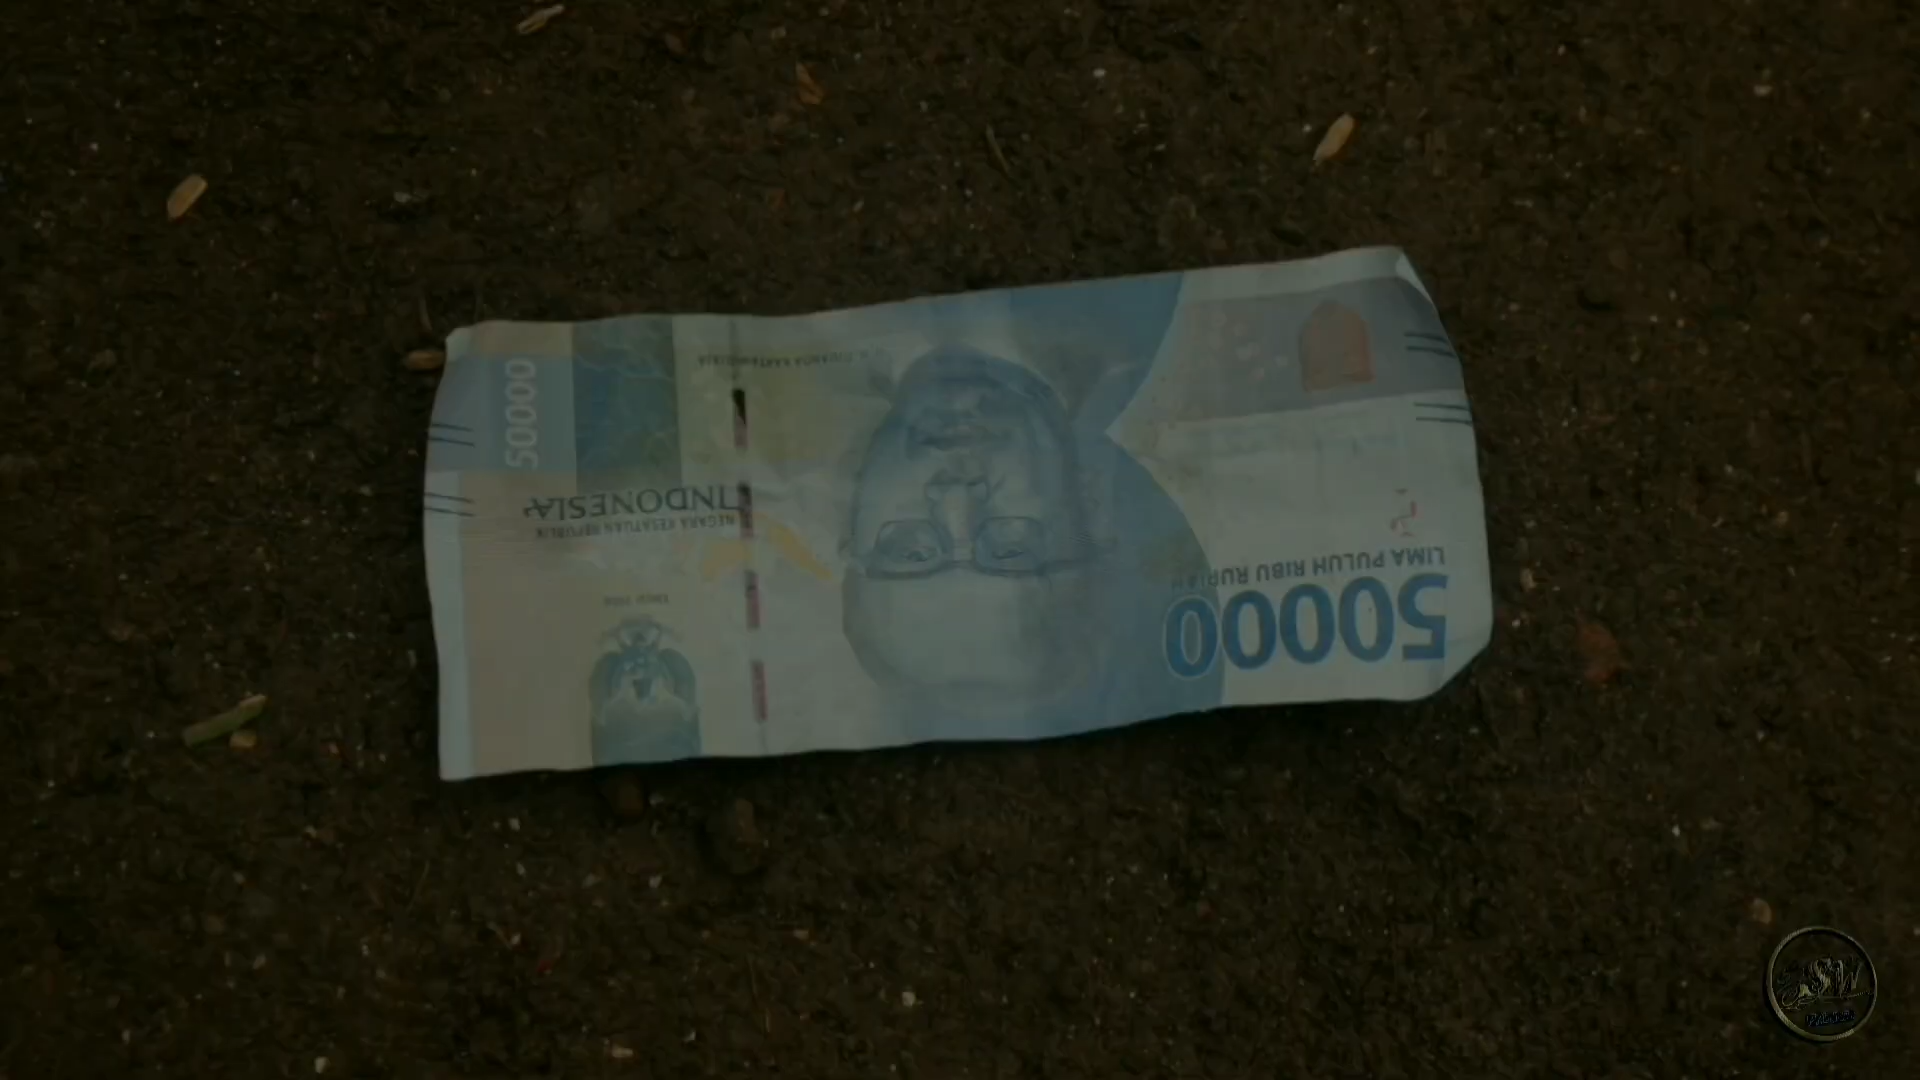 50000
LIMA PULUH RIBU RUPIAH
NEGARA KESATUAN REPUBLIK
INDONESIA
50000